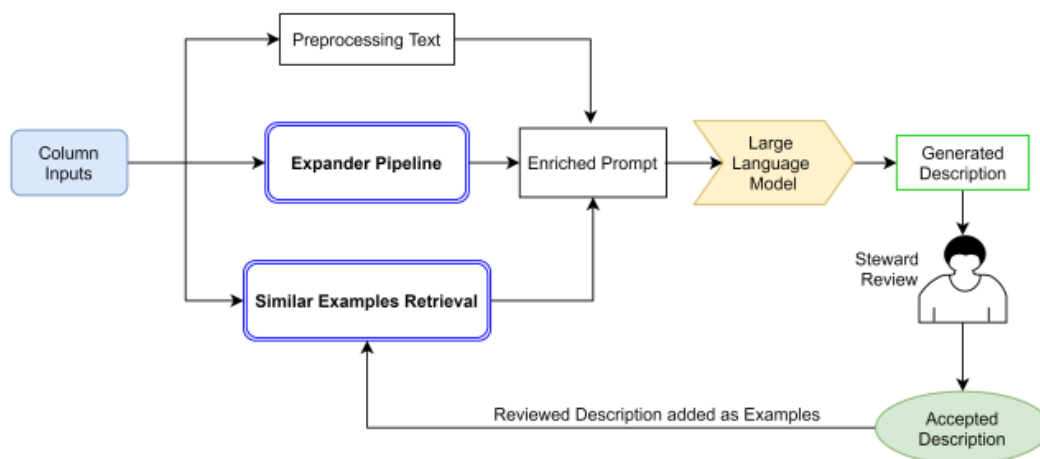 Preprocessing Text
Column
Inputs
Expander Pipeline
Enriched Prompt
Large
Language
Model
Generated
Description
Similar Examples Retrieval
Steward
Review
Reviewed Description added as Examples
Accepted
Description